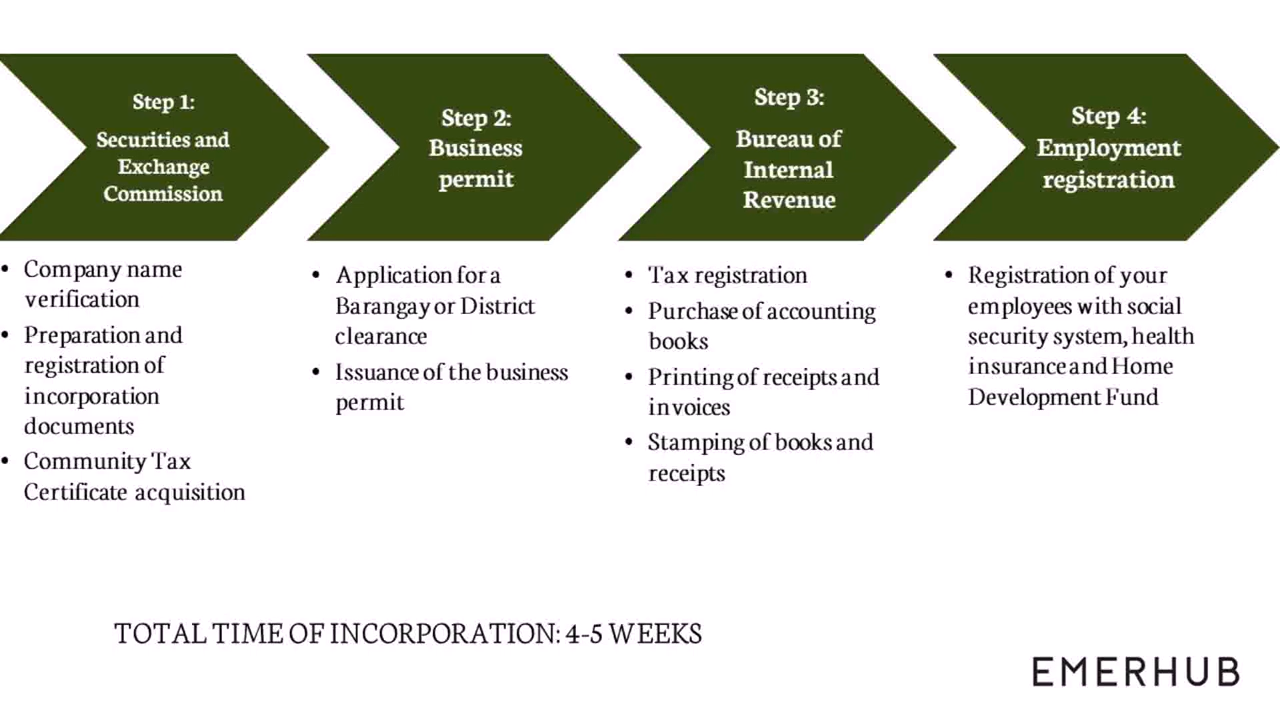 Step 1:
Securities and
Exchange
Commission
• Company name
verification
• Preparation and
registration of
incorporation
documents
• Community Tax
Certificate acquisition
Step 2:
Business
permit
• Application for a
Barangay or District
clearance
• Issuance of the business
permit
Step 3:
Bureau of
Internal
Revenue
• Tax registration
• Purchase of accounting
books
• Printing of receipts and
invoices
• Stamping of books and
receipts
Step 4:
Employment
registration
• Registration of your
employees with social
security system, health
insurance and Home
Development Fund
TOTAL TIME OF INCORPORATION: 4-5 WEEKS
EMERHUB